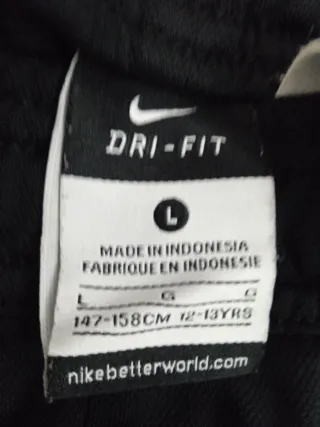 DRI-FIT
L
MADE IN INDONESIA
FABRIQUE EN INDONESIE
L G G
147-158CM 12-13YRS
nikebetterworld.com